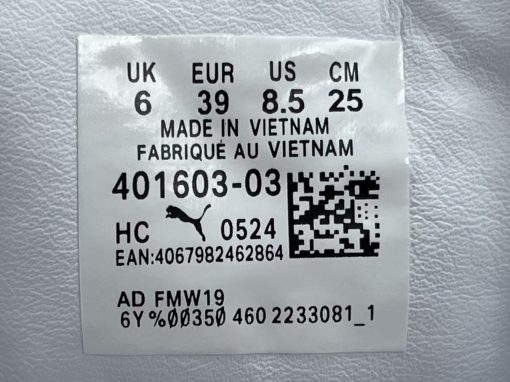 UK EUR US CM
6 39 8.5 25
MADE IN VIETNAM
FABRIQUÉ AU VIETNAM
401603-03
HC 0524
EAN:4067982462864
AD FMW19
6Y %00350 460 2233081_1